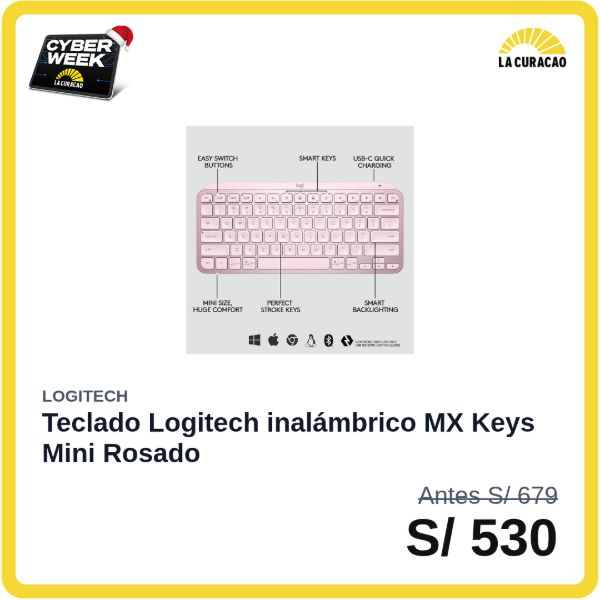 CYBER
WEEK
LA CURACAO
LA CURACAO
EASY SWITCH
BUTTONS
SMART KEYS
USB-C QUICK
CHARGING
logi
MINI SIZE,
HUGE COMFORT
PERFECT
STROKE KEYS
SMART
BACKLIGHTING
LOGITECH
Teclado Logitech inalámbrico MX Keys
Mini Rosado
Antes S/ 679
S/ 530